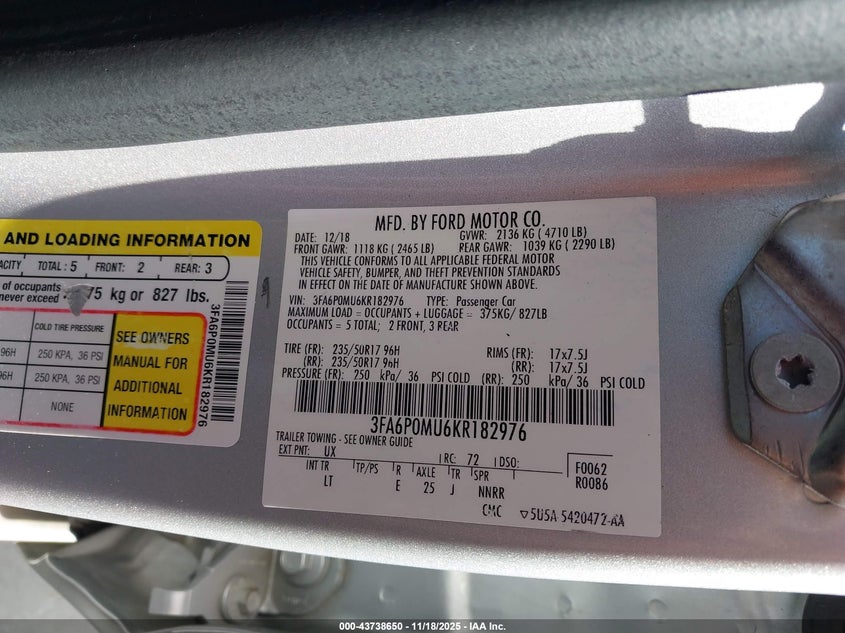 AND LOADING INFORMATION
TOTAL : 5 FRONT: 2 REAR: 3
of occupants
never exceed 75 kg or 827 lbs.
COLD TIRE PRESSURE
96H 250 KPA, 36 PSI
96H 250 KPA, 36 PSI
NONE
SEE OWNERS
MANUAL FOR
ADDITIONAL
INFORMATION
3FA6P0MU6KR182976
MFD. BY FORD MOTOR CO.
DATE: 12/18 GVWR: 2136 KG ( 4710 LB)
FRONT GAWR: 1118 KG ( 2465 LB) REAR GAWR: 1039 KG ( 2290 LB)
THIS VEHICLE CONFORMS TO ALL APPLICABLE FEDERAL MOTOR
VEHICLE SAFETY, BUMPER, AND THEFT PREVENTION STANDARDS
IN EFFECT ON THE DATE OF MANUFACTURE SHOWN ABOVE.
VIN: 3FA6P0MU6KR182976 TYPE: Passenger Car
MAXIMUM LOAD = OCCUPANTS + LUGGAGE = 375KG/ 827LB
OCCUPANTS = 5 TOTAL; 2 FRONT, 3 REAR
TIRE (FR): 235/50R17 96H RIMS (FR): 17x7.5J
(RR): 235/50R17 96H (RR): 17x7.5J
PRESSURE (FR): 250 kPa/ 36 PSI COLD (RR): 250 kPa/ 36 PSI COLD
3FA6P0MU6KR182976
TRAILER TOWING - SEE OWNER GUIDE
EXT PNT: UX RC: 72 DSO: F0062
INT TR TP/PS R AXLE TR SPR R0086
LT E 25 J NNRR
CMC ▽5U5A-5420472-AA
000-43738650 - 11/18/2025 - IAA Inc.